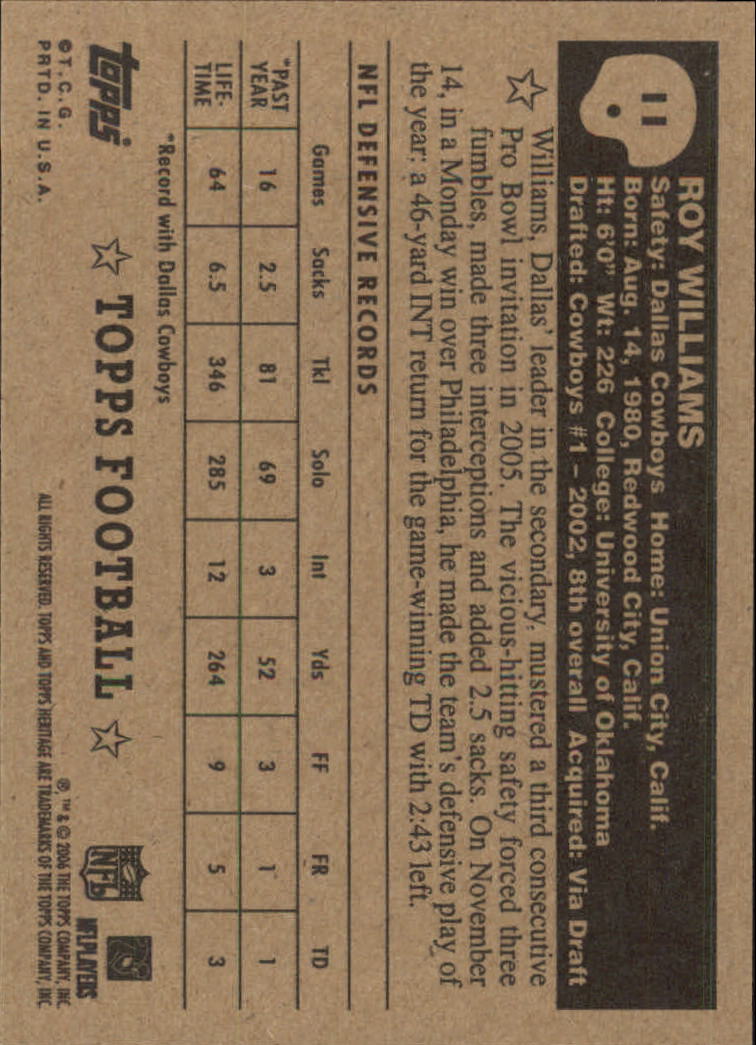 11
ROY WILLIAMS
Safety: Dallas Cowboys Home: Union City, Calif.
Born: Aug. 14, 1980, Redwood City, Calif.
Ht: 6'0" Wt: 226 College: University of Oklahoma
Drafted: Cowboys #1 – 2002, 8th overall Acquired: Via Draft
Williams, Dallas' leader in the secondary, mustered a third consecutive
Pro Bowl invitation in 2005. The vicious-hitting safety forced three
fumbles, made three interceptions and added 2.5 sacks. On November
14, in a Monday win over Philadelphia, he made the team's defensive play of
the year: a 46-yard INT return for the game-winning TD with 2:43 left.
NFL DEFENSIVE RECORDS
Games Sacks Tkl Solo Int Yds FF FR TD
*PAST YEAR 16 2.5 81 69 3 52 3 1 1
LIFE-TIME 64 6.5 346 285 12 264 9 5 3
*Record with Dallas Cowboys
topps
TOPPS FOOTBALL
NFL
NFL PLAYERS
© T. C. G.
PRTD. IN U.S.A.
®, ™ & © 2006 THE TOPPS COMPANY, INC.
ALL RIGHTS RESERVED. TOPPS AND TOPPS HERITAGE ARE TRADEMARKS OF THE TOPPS COMPANY, INC.